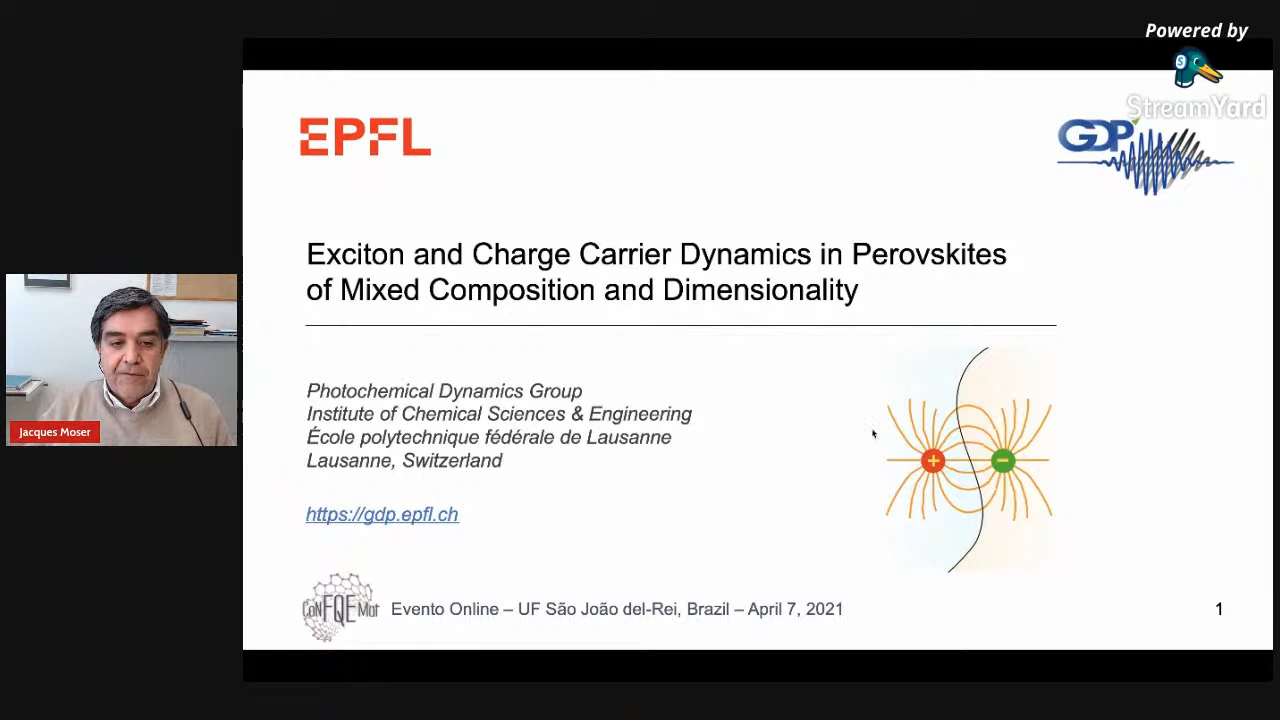 Powered by
StreamYard
EPFL
GDP
Exciton and Charge Carrier Dynamics in Perovskites
of Mixed Composition and Dimensionality
Photochemical Dynamics Group
Institute of Chemical Sciences & Engineering
École polytechnique fédérale de Lausanne
Lausanne, Switzerland
https://gdp.epfl.ch
+ −
Jacques Moser
CoNFQEMat
Evento Online – UF São João del-Rei, Brazil – April 7, 2021
1